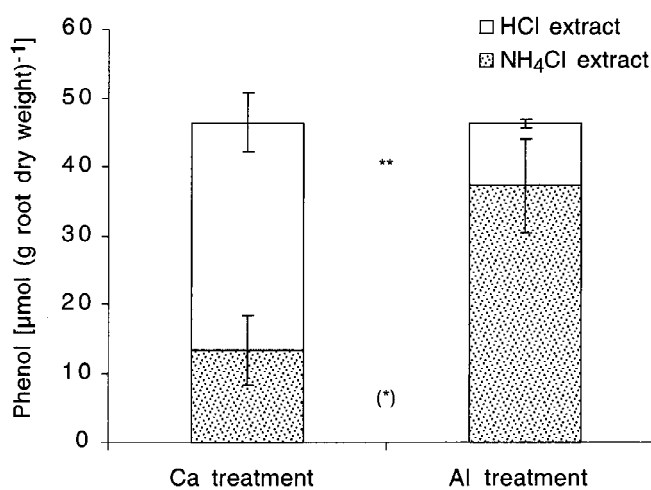 HCl extract
NH₄Cl extract
Phenol [µmol (g root dry weight)⁻¹]
60
50
40
30
20
10
0
**
(*)
Ca treatment
Al treatment